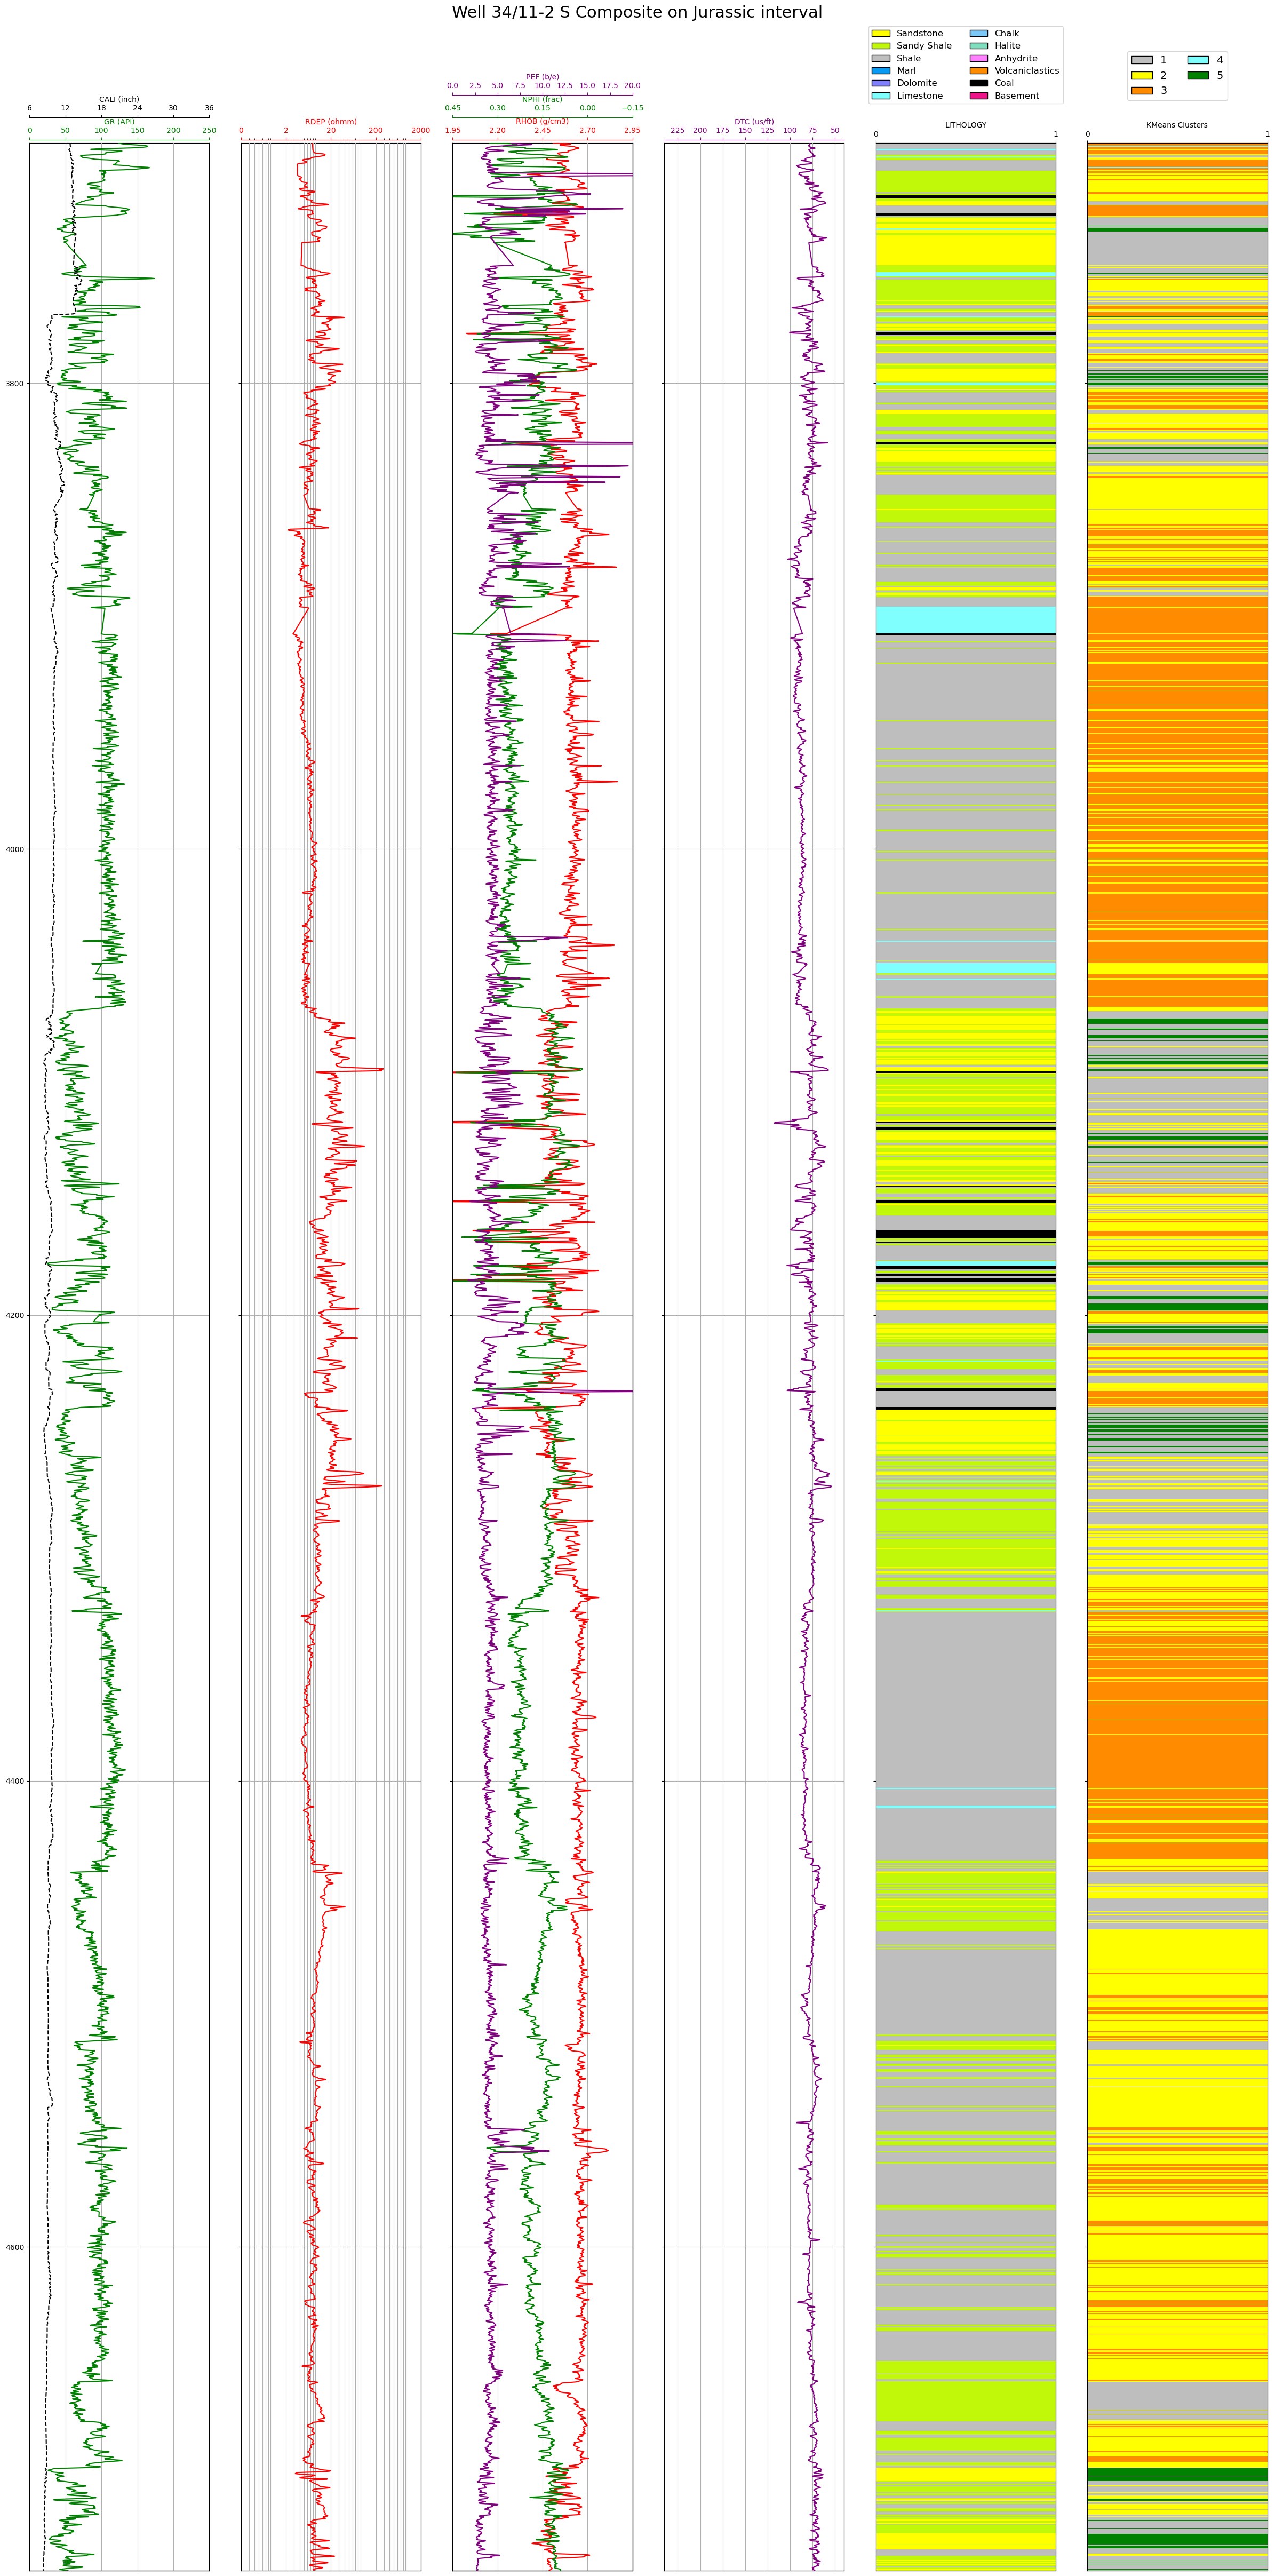 Well 34/11-2 S Composite on Jurassic interval
Sandstone Chalk
Sandy Shale Halite
Shale Anhydrite
Marl Volcaniclastics
Dolomite Coal
Limestone Basement
1 4
2 5
3
PEF (b/e)
0.0 2.5 5.0 7.5 10.0 12.5 15.0 17.5 20.0
CALI (inch)
6 12 18 24 30 36
NPHI (frac)
0.45 0.30 0.15 0.00 −0.15
GR (API)
0 50 100 150 200 250
RDEP (ohmm)
0 2 20 200 2000
RHOB (g/cm3)
1.95 2.20 2.45 2.70 2.95
DTC (us/ft)
225 200 175 150 125 100 75 50
LITHOLOGY
0 1
KMeans Clusters
0 1
3800
4000
4200
4400
4600